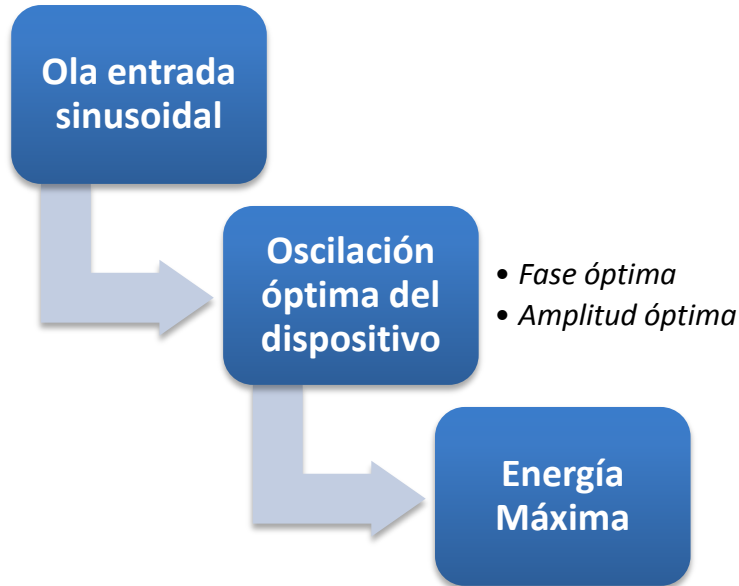 Ola entrada
sinusoidal
Oscilación
óptima del
dispositivo
• Fase óptima
• Amplitud óptima
Energía
Máxima